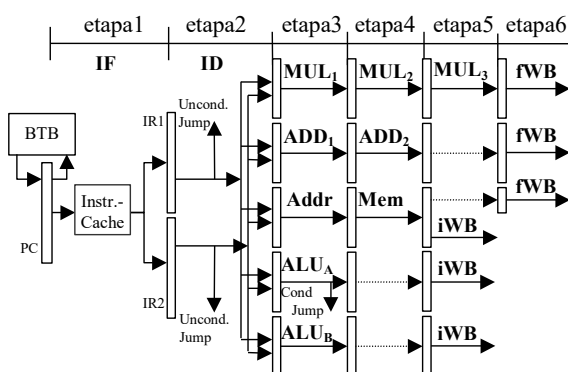 etapa1 etapa2 etapa3 etapa4 etapa5 etapa6
IF ID
MUL1 MUL2 MUL3 fWB
Uncond.
Jump
IR1
BTB
ADD1 ADD2 fWB
Instr.-
Cache
Addr Mem fWB
iWB
PC
IR2
Uncond.
Jump
ALUA iWB
Cond
Jump
ALUB iWB